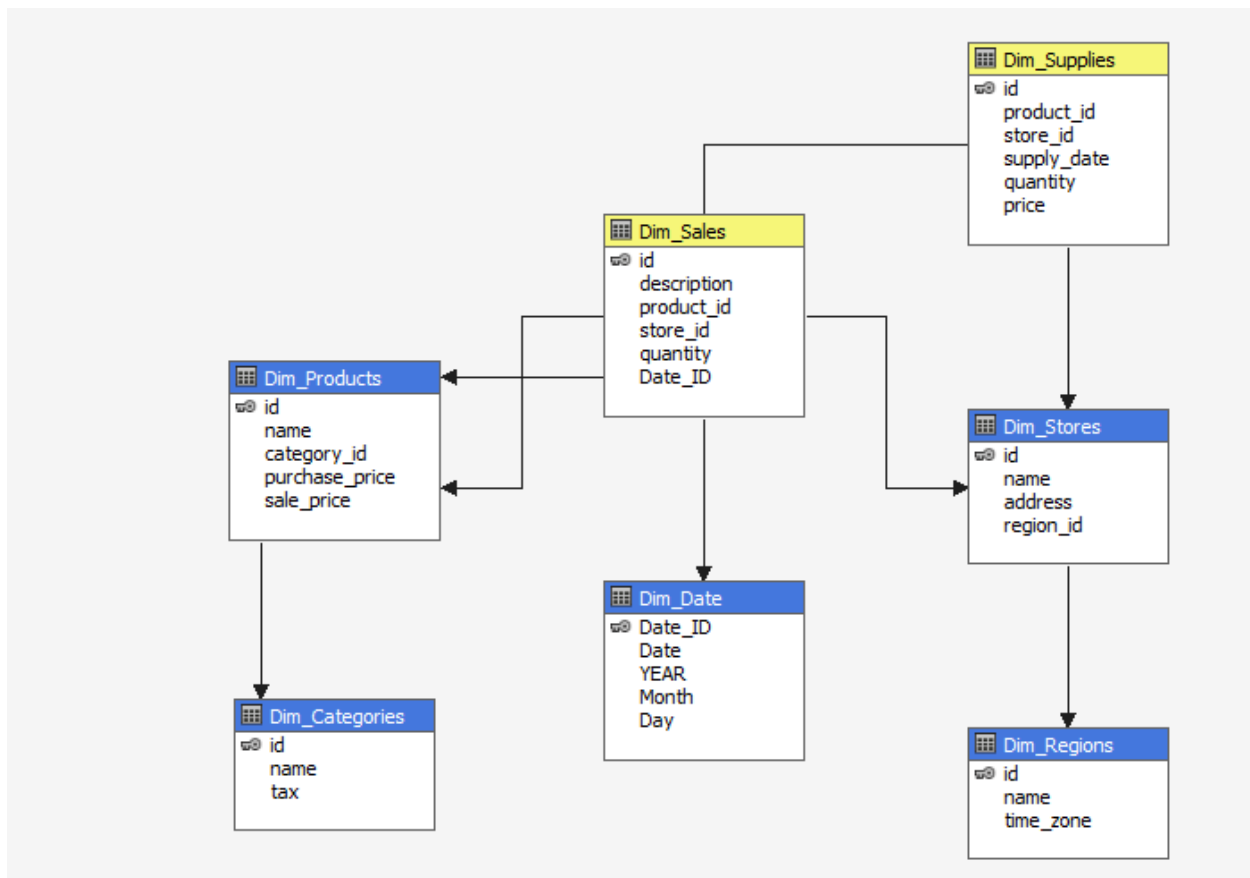 Dim_Supplies
id
product_id
store_id
supply_date
quantity
price
Dim_Sales
id
description
product_id
store_id
quantity
Date_ID
Dim_Products
id
name
category_id
purchase_price
sale_price
Dim_Stores
id
name
address
region_id
Dim_Date
Date_ID
Date
YEAR
Month
Day
Dim_Categories
id
name
tax
Dim_Regions
id
name
time_zone